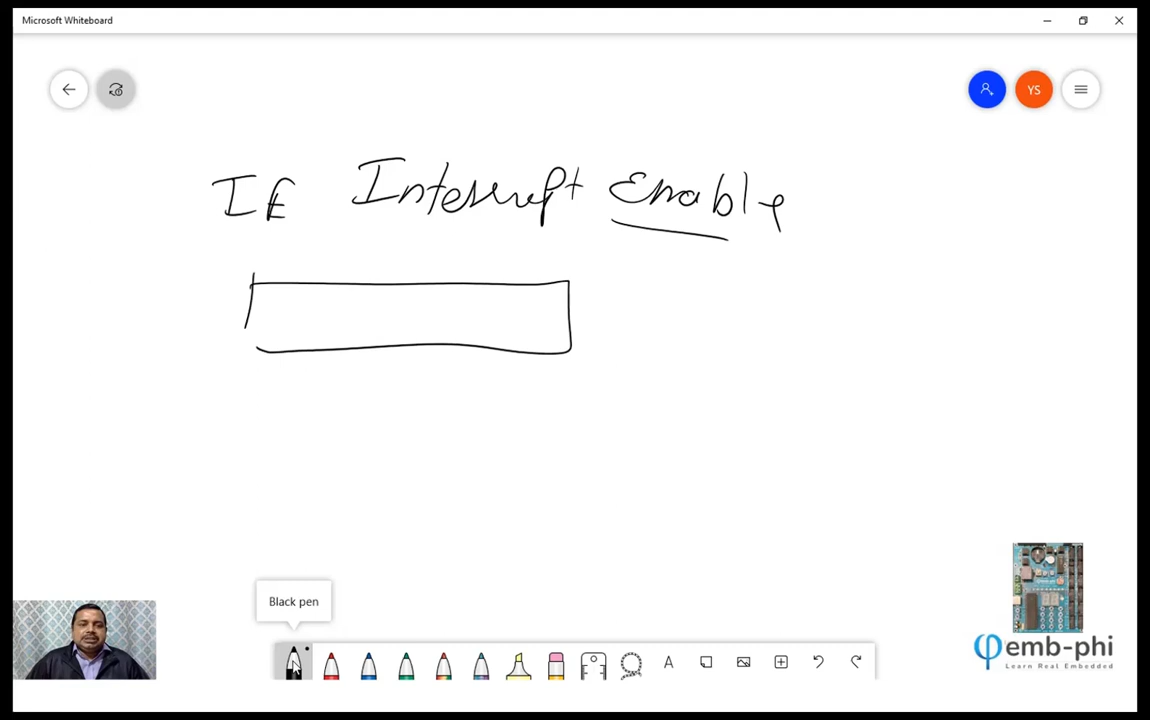 Microsoft Whiteboard
YS
IE Interrupt Enable
Black pen
A
emb-phi
Learn Real Embedded